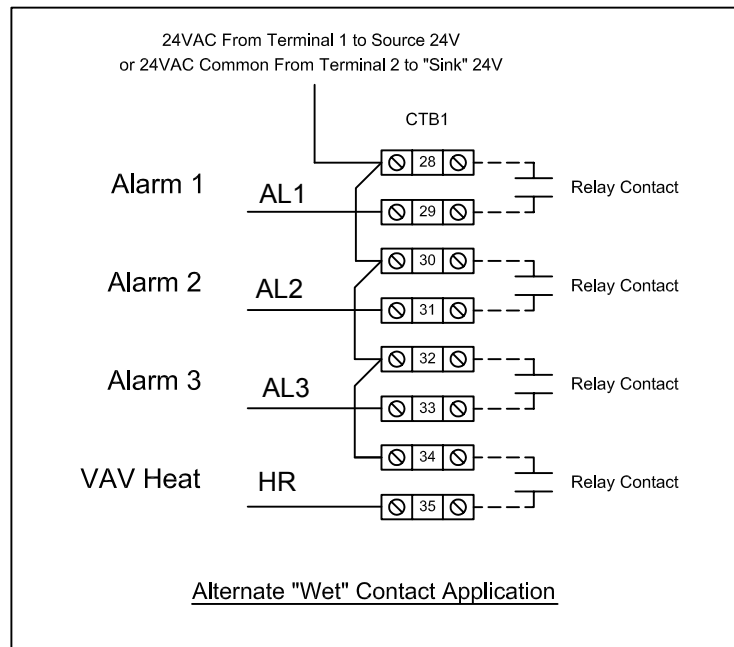 24VAC From Terminal 1 to Source 24V
or 24VAC Common From Terminal 2 to "Sink" 24V
CTB1
28
Alarm 1
AL1
Relay Contact
29
30
Alarm 2
AL2
Relay Contact
31
32
Alarm 3
AL3
Relay Contact
33
34
VAV Heat
HR
Relay Contact
35
Alternate "Wet" Contact Application